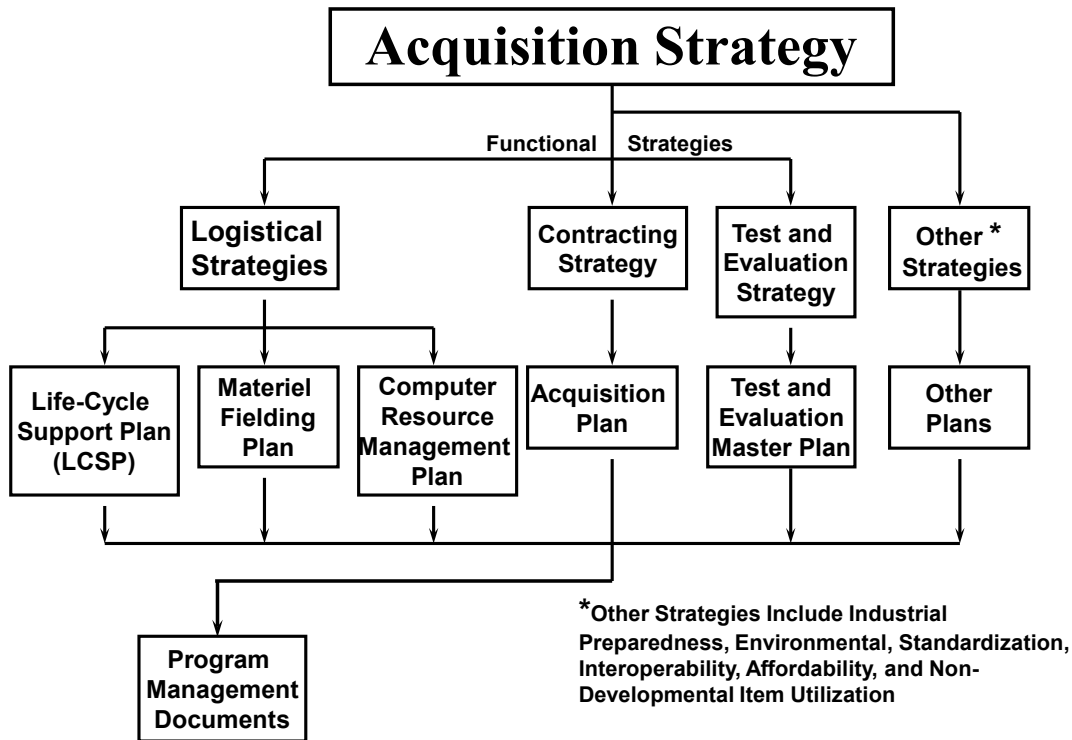 Acquisition Strategy
Functional Strategies
Logistical
Strategies
Contracting
Strategy
Test and
Evaluation
Strategy
Other *
Strategies
Life-Cycle
Support Plan
(LCSP)
Materiel
Fielding
Plan
Computer
Resource
Management
Plan
Acquisition
Plan
Test and
Evaluation
Master Plan
Other
Plans
Program
Management
Documents
*Other Strategies Include Industrial
Preparedness, Environmental, Standardization,
Interoperability, Affordability, and Non-
Developmental Item Utilization